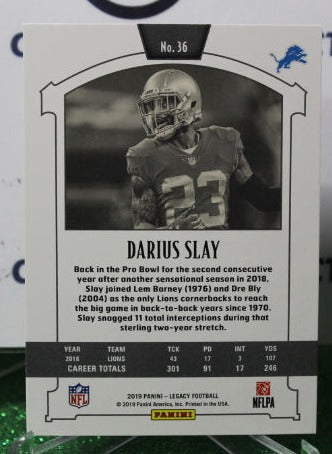 No. 36
23
DARIUS SLAY
Back in the Pro Bowl for the second consecutive
year after another sensational season in 2018,
Slay joined Lem Barney (1976) and Dre Bly
(2004) as the only Lions cornerbacks to reach
the big game in back-to-back years since 1970.
Slay snagged 11 total interceptions during that
sterling two-year stretch.
YEAR TEAM TCK PD INT YDS
2018 LIONS 43 17 3 107
CAREER TOTALS 301 91 17 246
NFL
2019 PANINI - LEGACY FOOTBALL
© 2019 Panini America, Inc. Printed in the USA.
PANINI
NFLPA